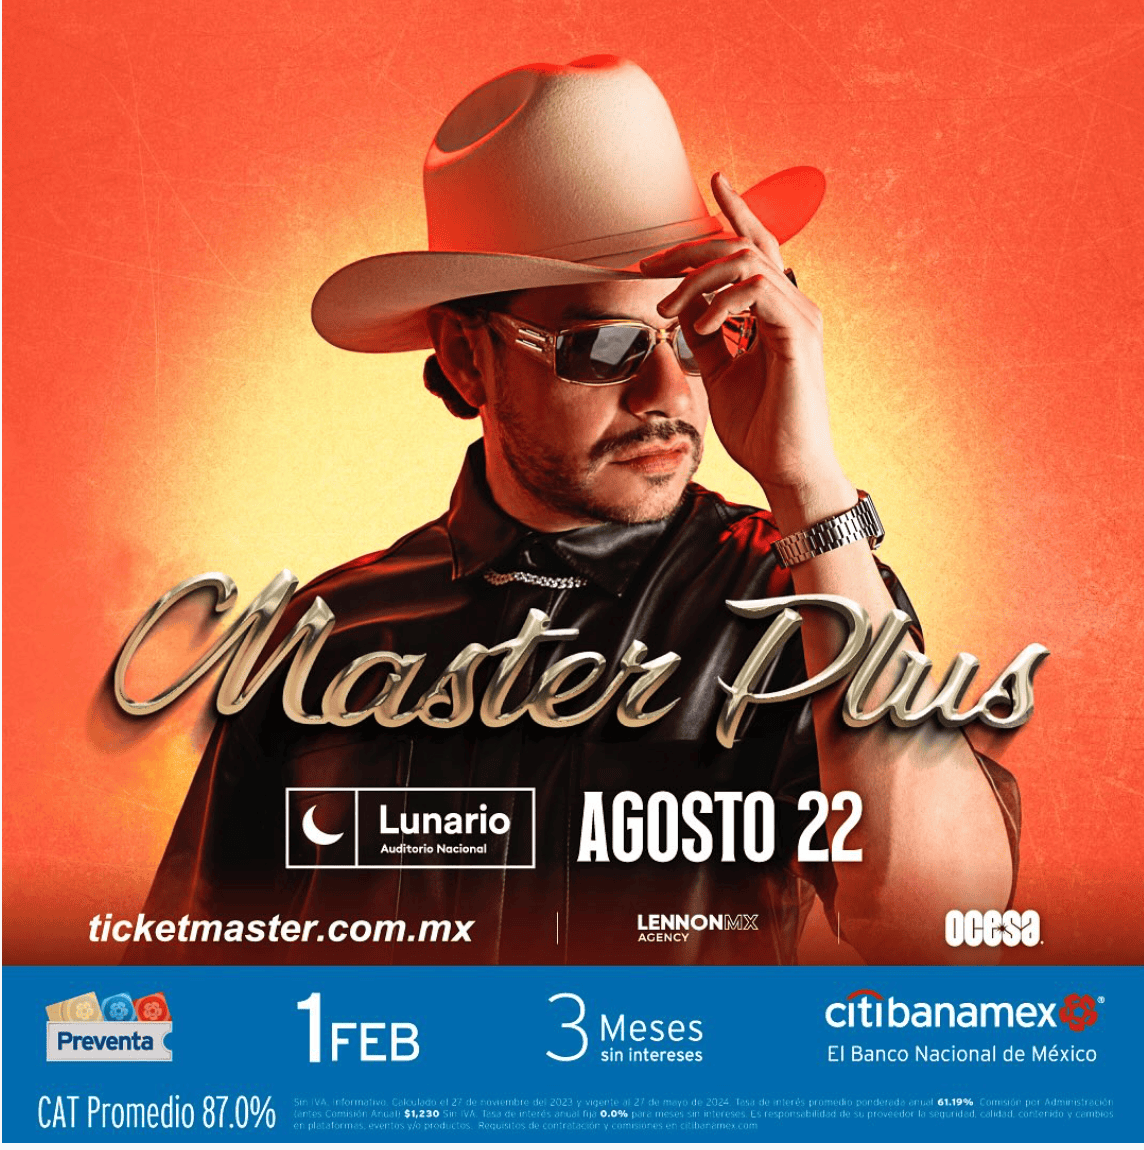 Master Plus
Lunario
Auditorio Nacional
AGOSTO 22
ticketmaster.com.mx
LENNONMX
AGENCY
OCESA
Preventa
1 FEB
3 Meses
sin intereses
citibanamex
El Banco Nacional de México
CAT Promedio 87.0%
Sin IVA, Informativo. Calculado el 27 de noviembre del 2023 y vigente al 27 de mayo de 2024. Tasa de interés promedio ponderada anual 61.19% Comisión por Administración
(antes Comisión Anual) $1,230 Sin IVA. Tasa de interés anual fija 0.0% para meses sin intereses. Es responsabilidad de su proveedor la seguridad, calidad, contenido y cambios
en plataformas, eventos y/o productos. Requisitos de contratación y comisiones en citibanamex.com